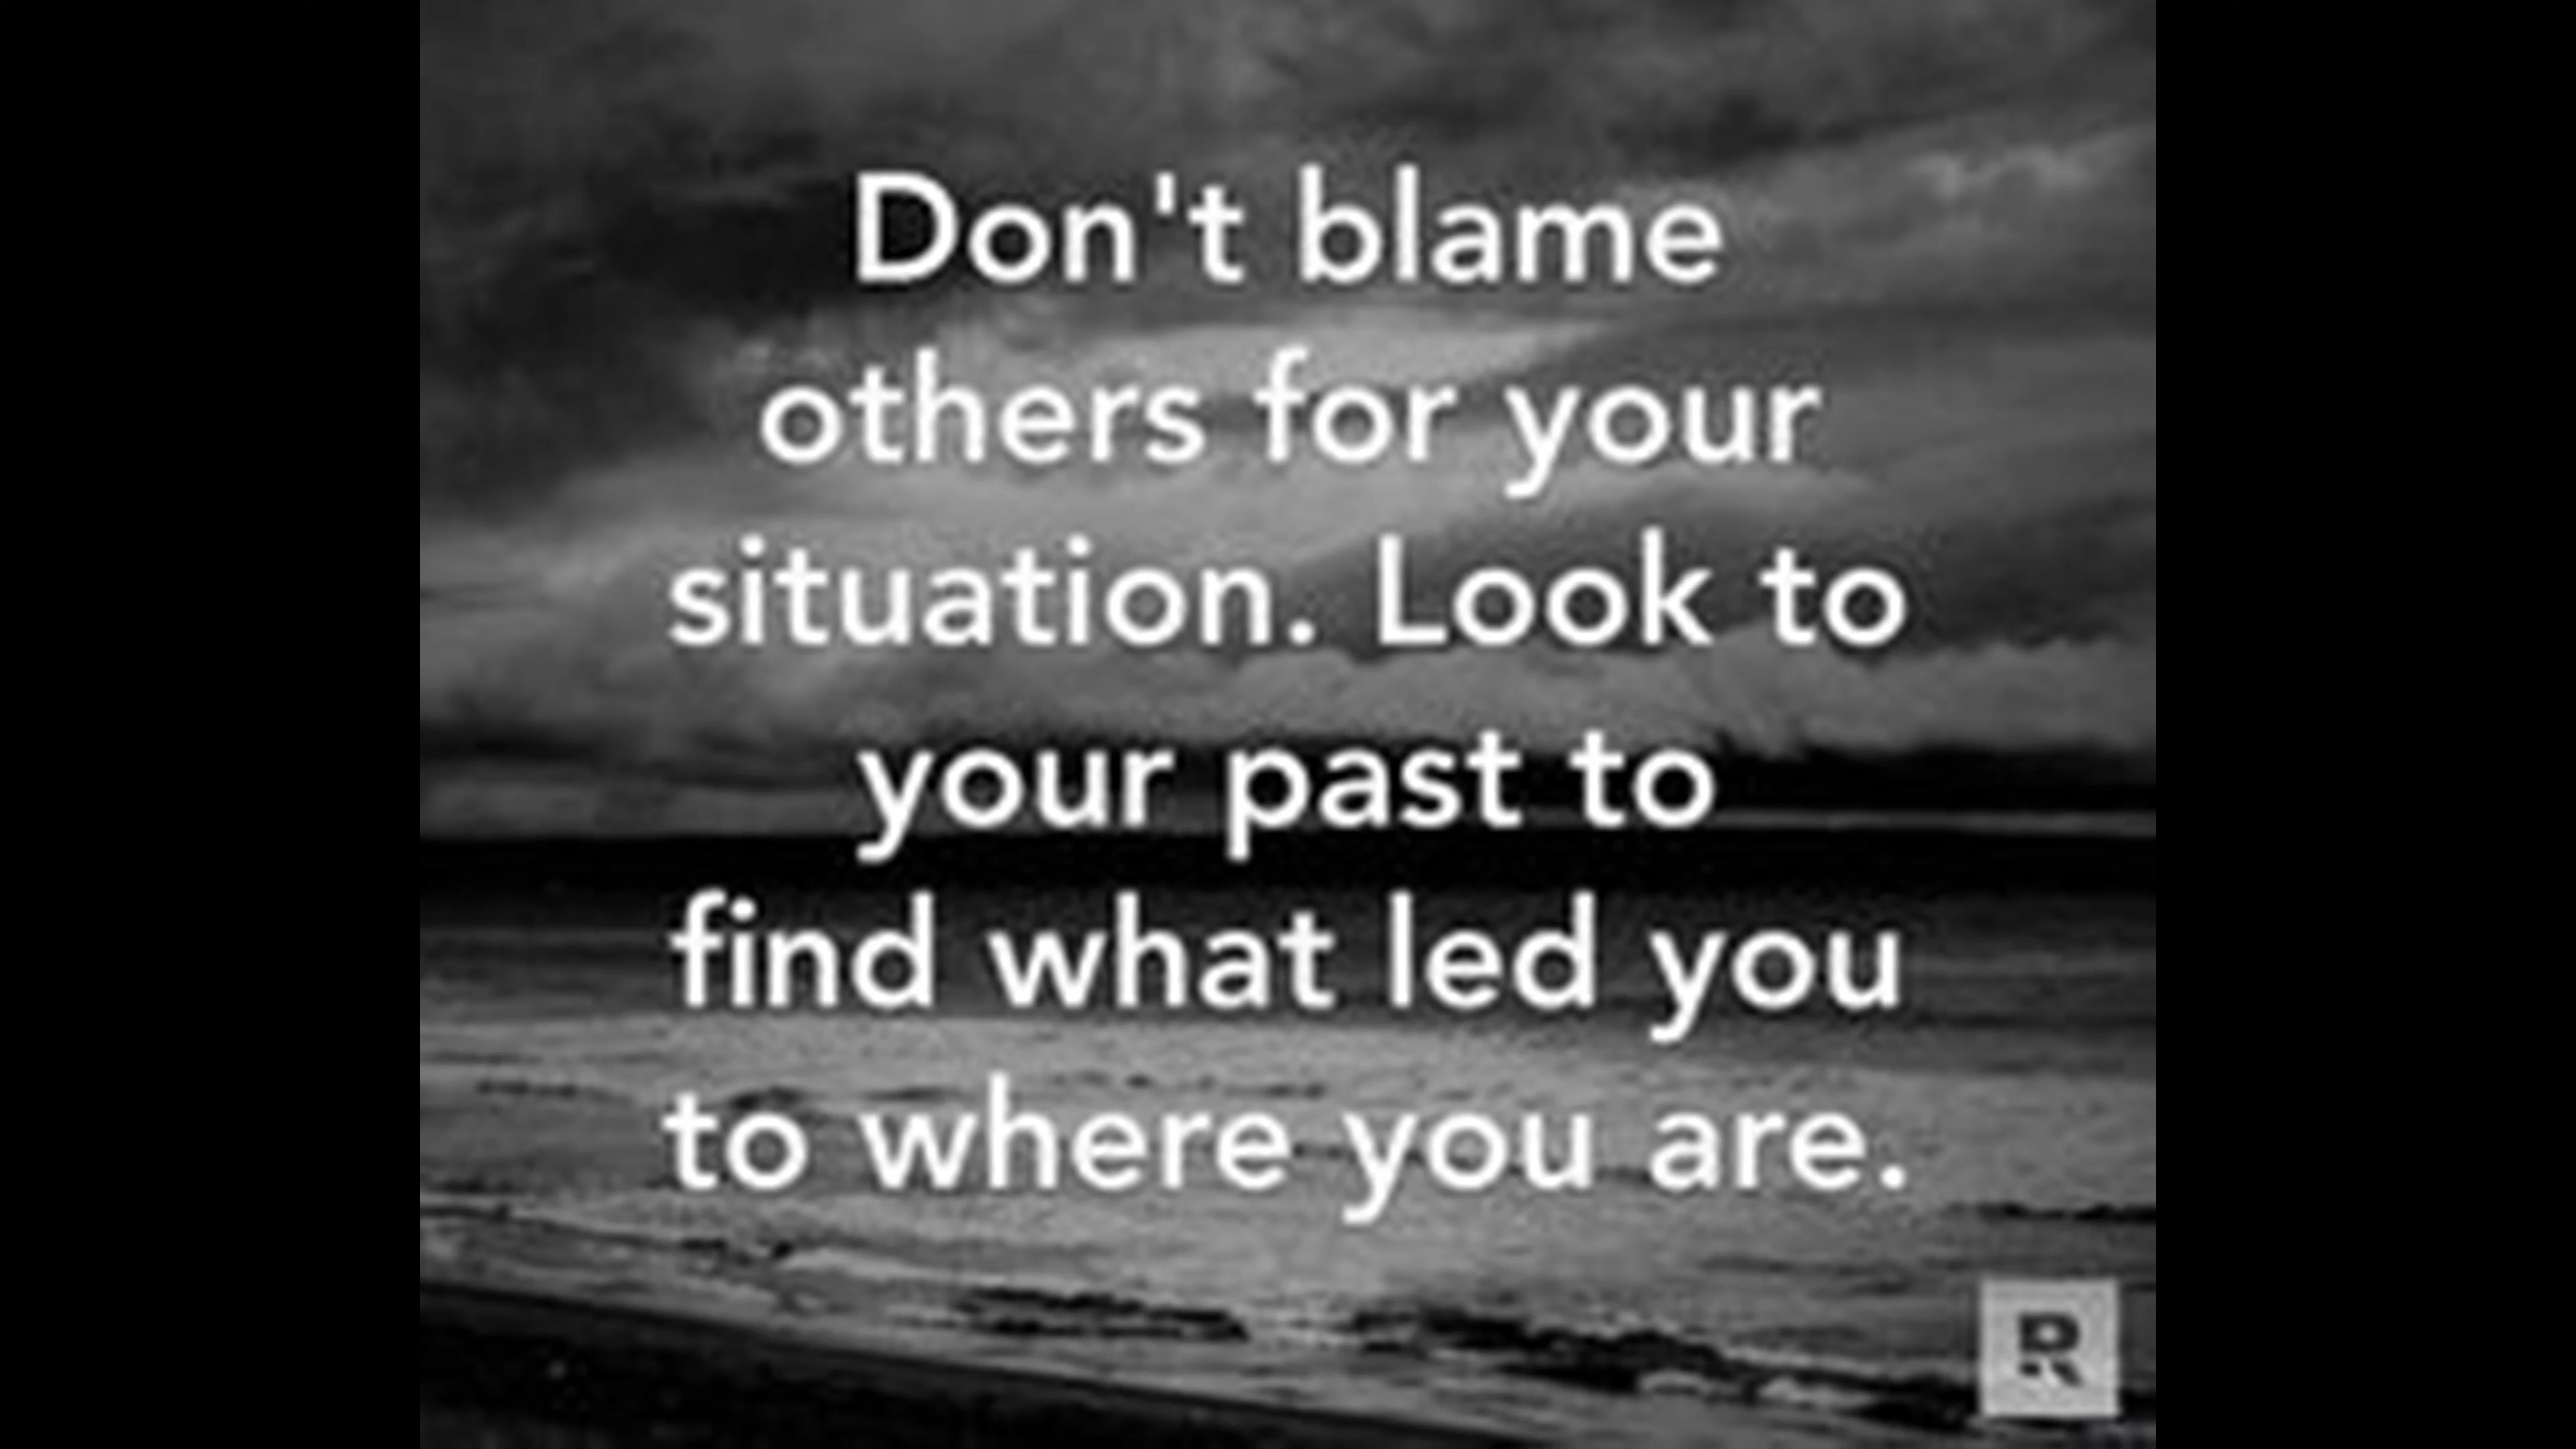 Don't blame
others for your
situation. Look to
your past to
find what led you
to where you are.
R